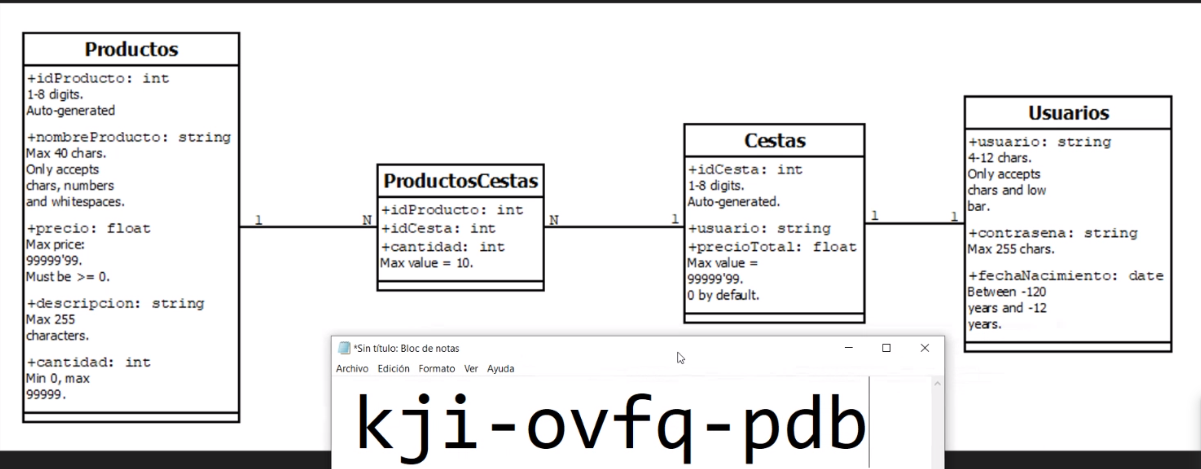 Productos
+idProducto: int
1-8 digits.
Auto-generated
+nombreProducto: string
Max 40 chars.
Only accepts
chars, numbers
and whitespaces.
+precio: float
Max price:
99999'99.
Must be >= 0.
+descripcion: string
Max 255
characters.
+cantidad: int
Min 0, max
99999.
1
N
ProductosCestas
+idProducto: int
+idCesta: int
+cantidad: int
Max value = 10.
N
1
Cestas
+idCesta: int
1-8 digits.
Auto-generated.
+usuario: string
+precioTotal: float
Max value =
99999'99.
0 by default.
1
1
Usuarios
+usuario: string
4-12 chars.
Only accepts
chars and low
bar.
+contrasena: string
Max 255 chars.
+fechaNacimiento: date
Between -120
years and -12
years.
*Sin título: Bloc de notas
Archivo Edición Formato Ver Ayuda
kji-ovfq-pdb